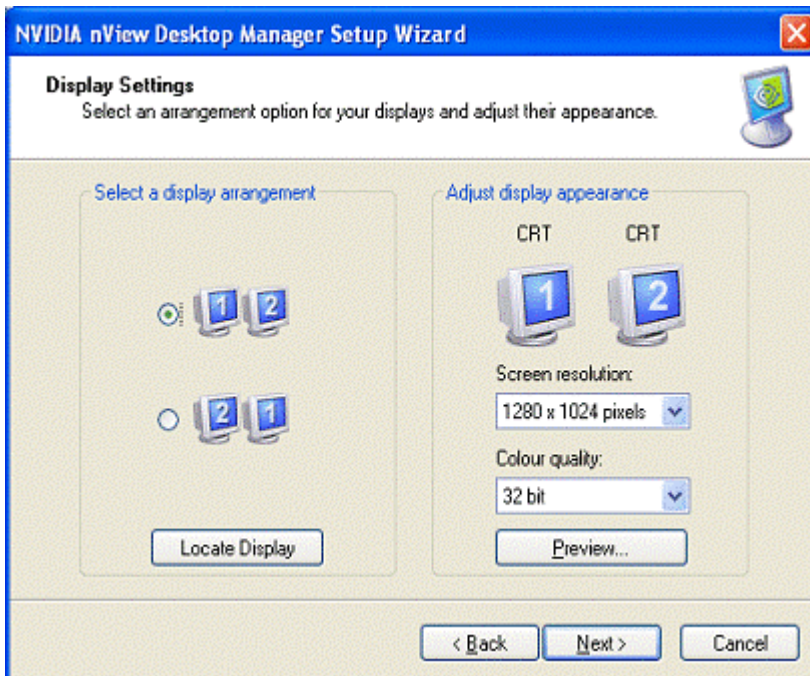 NVIDIA nView Desktop Manager Setup Wizard
Display Settings
Select an arrangement option for your displays and adjust their appearance.
Select a display arrangement
1 2
2 1
Locate Display
Adjust display appearance
CRT CRT
1 2
Screen resolution:
1280 x 1024 pixels
Colour quality:
32 bit
Preview...
< Back Next > Cancel